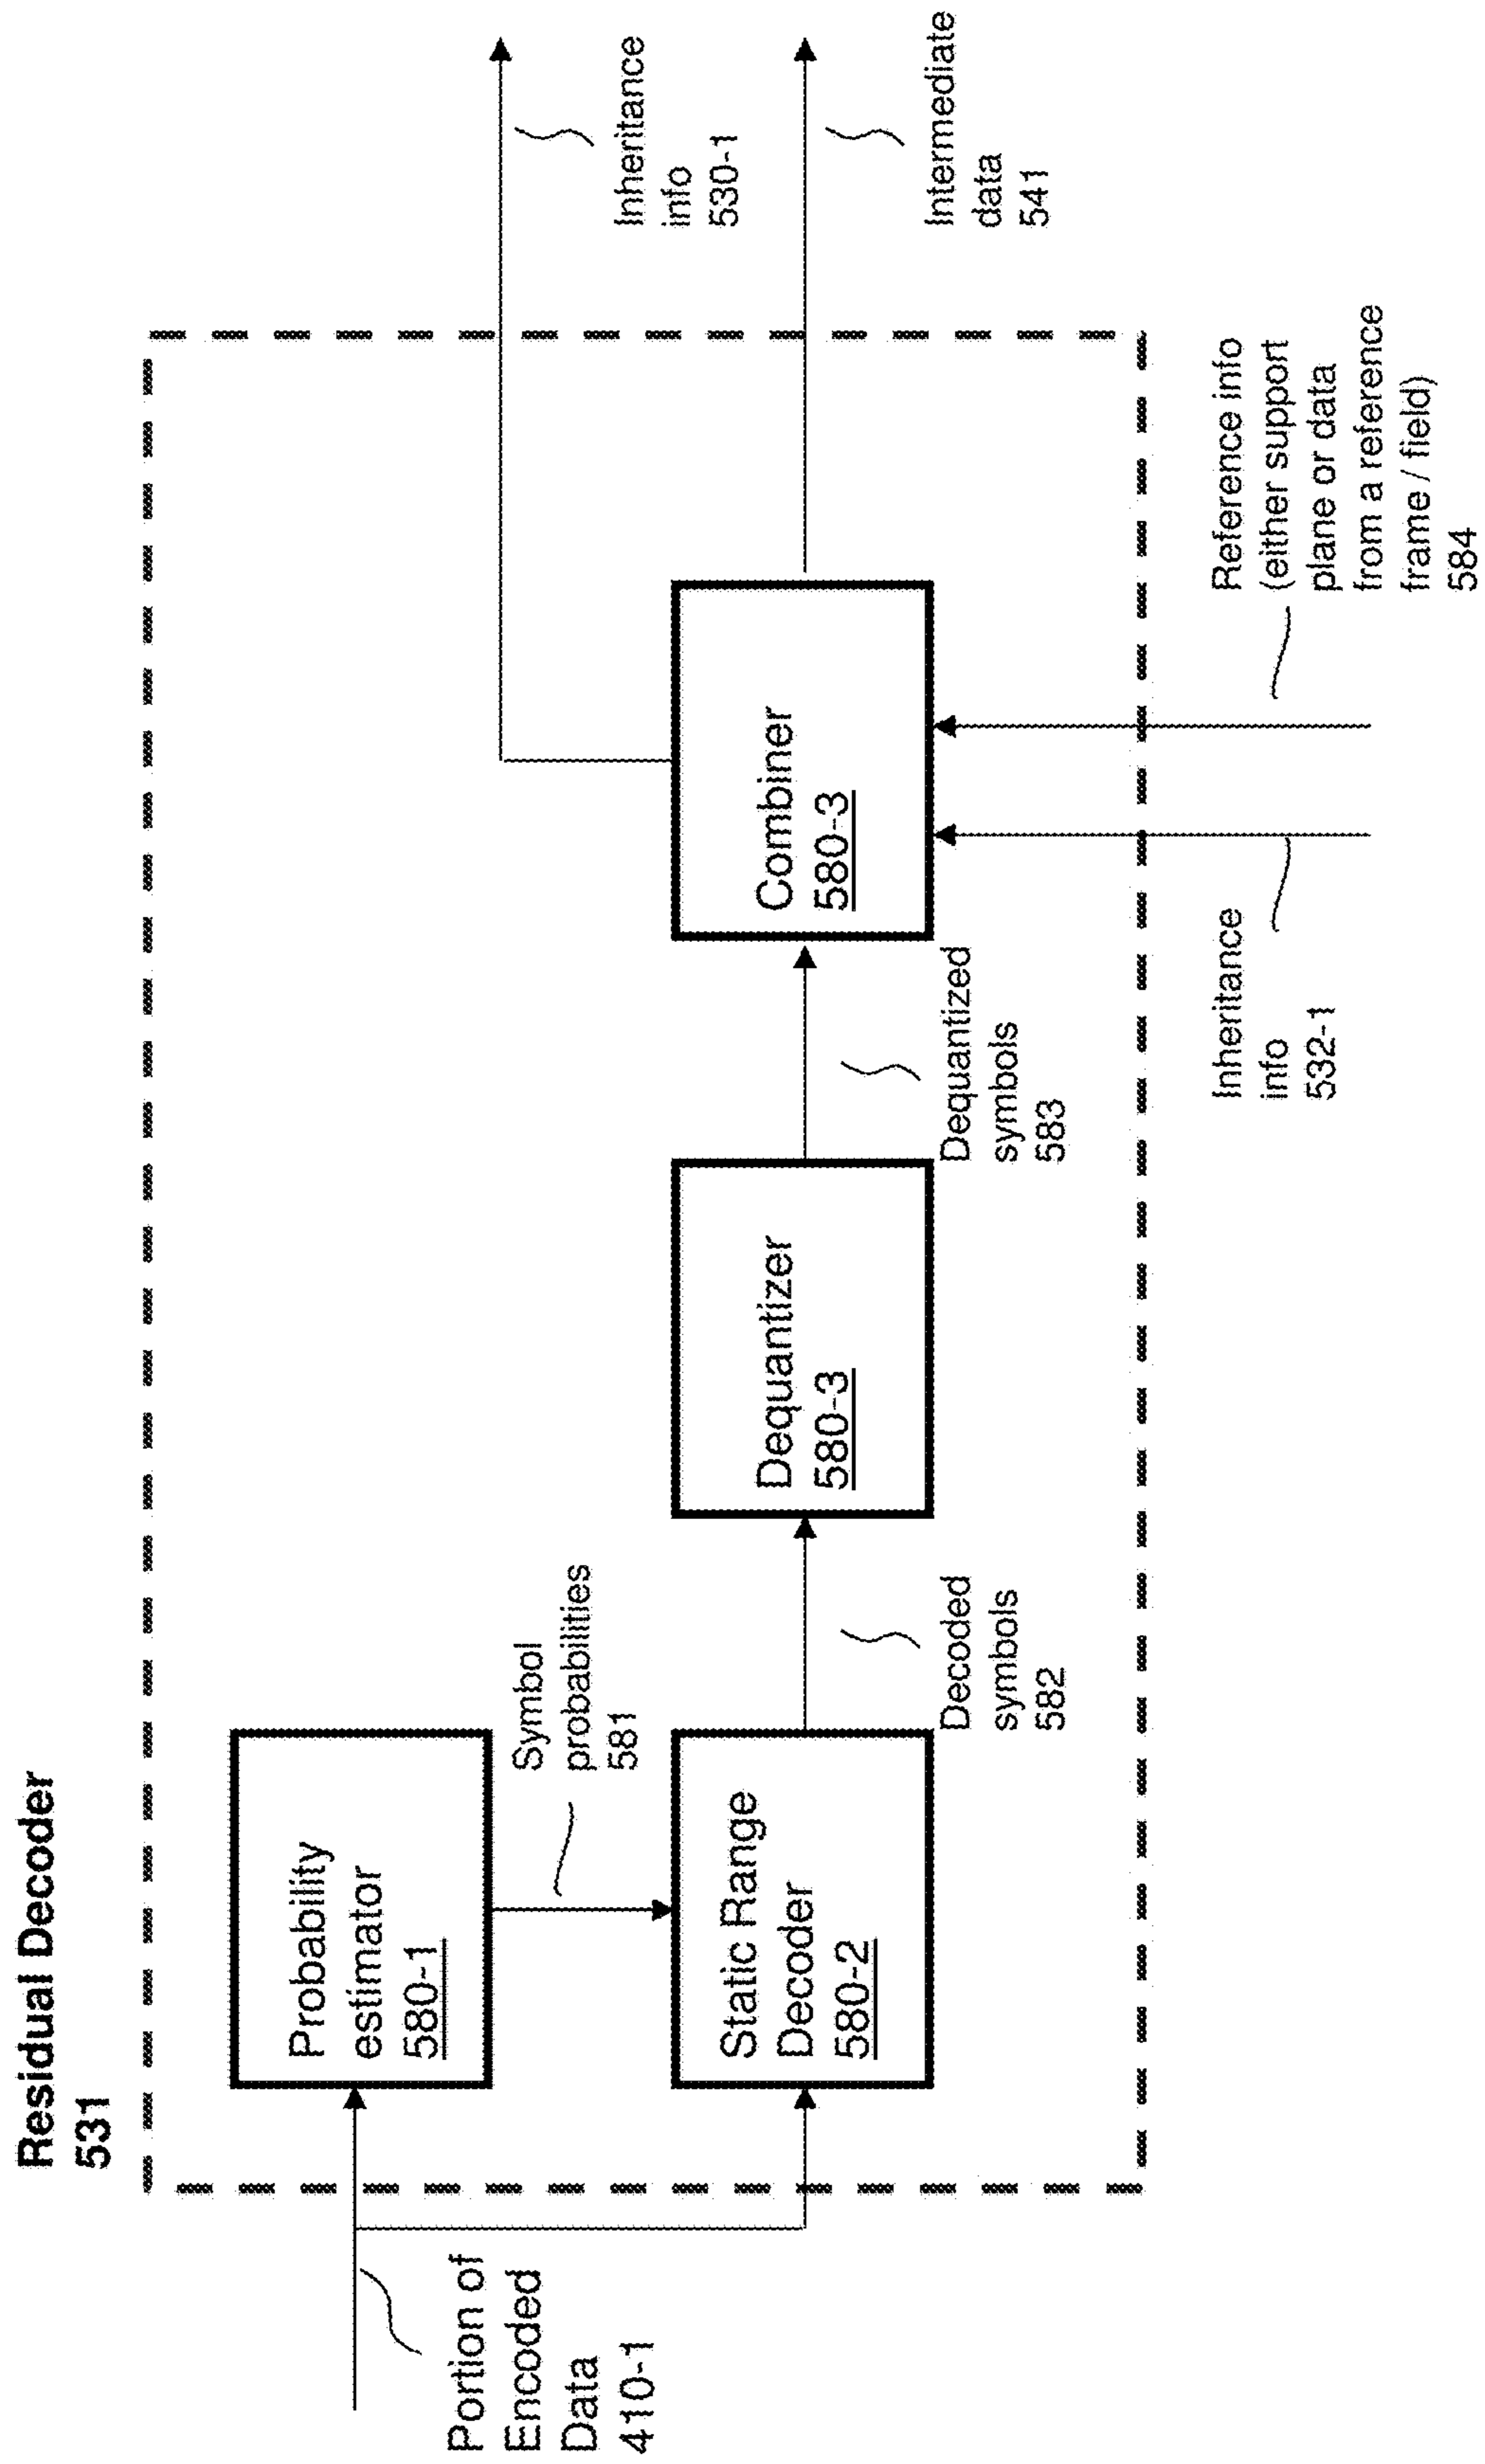 Residual Decoder
531
Probability
estimator
580-1
Symbol
probabilities
581
Portion of
Encoded
Data
410-1
Static Range
Decoder
580-2
Decoded
symbols
582
Dequantizer
580-3
Dequantized
symbols
583
Combiner
580-3
Inheritance
info
530-1
Intermediate
data
541
Inheritance
info
532-1
Reference info
(either support
plane or data
from a reference
frame / field)
584